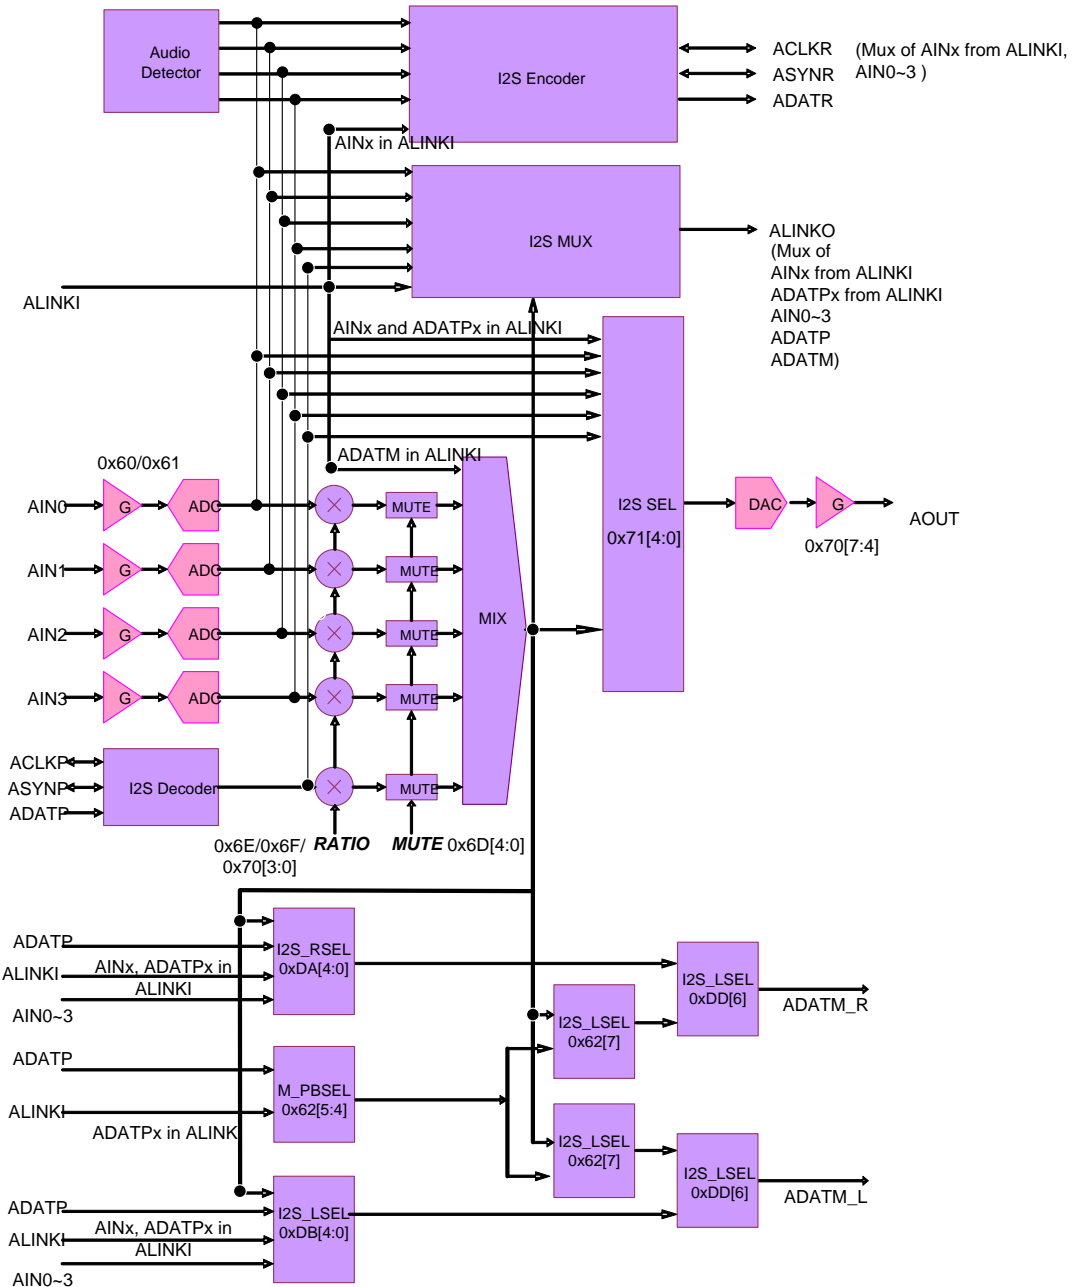 Audio
Detector
I2S Encoder
ACLKR
(Mux of AINx from ALINKI,
AIN0~3 )
ASYNR
ADATR
AINx in ALINKI
I2S MUX
ALINKO
(Mux of
AINx from ALINKI
ADATPx from ALINKI
AIN0~3
ADATP
ADATM)
ALINKI
AINx and ADATPx in ALINKI
ADATM in ALINKI
0x60/0x61
AIN0
G
ADC
MUTE
I2S SEL
0x71[4:0]
DAC
G
AOUT
0x70[7:4]
AIN1
G
ADC
MUTE
AIN2
G
ADC
MUTE
MIX
AIN3
G
ADC
MUTE
ACLKP
ASYNP
ADATP
I2S Decoder
MUTE
0x6E/0x6F/
0x70[3:0]
RATIO
MUTE 0x6D[4:0]
ADATP
ALINKI
AINx, ADATPx in
ALINKI
AIN0~3
I2S_RSEL
0xDA[4:0]
I2S_LSEL
0xDD[6]
ADATM_R
I2S_LSEL
0x62[7]
ADATP
ALINKI
ADATPx in ALINK
M_PBSEL
0x62[5:4]
I2S_LSEL
0x62[7]
I2S_LSEL
0xDD[6]
ADATM_L
ADATP
ALINKI
AINx, ADATPx in
ALINKI
AIN0~3
I2S_LSEL
0xDB[4:0]